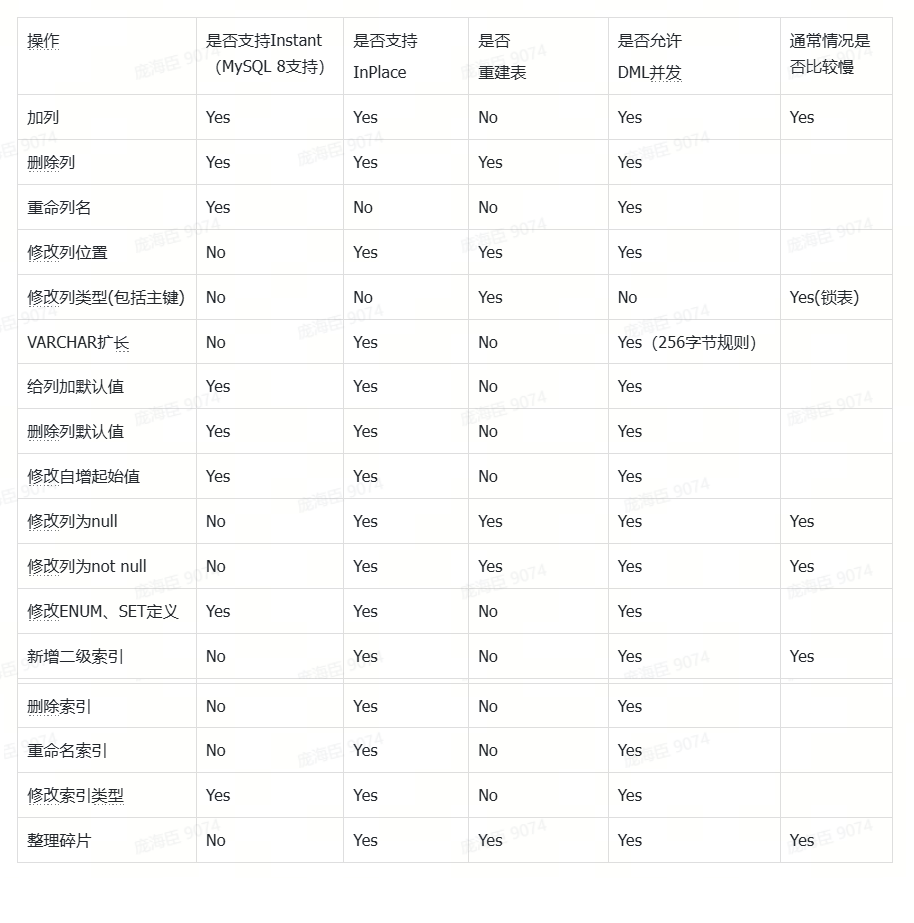 操作 是否支持Instant（MySQL 8支持） 是否支持InPlace 是否重建表 是否允许DML并发 通常情况是否比较慢
加列 Yes Yes No Yes Yes
删除列 Yes Yes Yes Yes
重命列名 Yes No No Yes
修改列位置 No Yes Yes Yes
修改列类型(包括主键) No No Yes No Yes(锁表)
VARCHAR扩长 No Yes No Yes（256字节规则）
给列加默认值 Yes Yes No Yes
删除列默认值 Yes Yes No Yes
修改自增起始值 Yes Yes No Yes
修改列为null No Yes Yes Yes Yes
修改列为not null No Yes Yes Yes Yes
修改ENUM、SET定义 Yes Yes No Yes
新增二级索引 No Yes No Yes Yes
删除索引 No Yes No Yes
重命名索引 No Yes No Yes
修改索引类型 Yes Yes No Yes
整理碎片 No Yes Yes Yes Yes
庞海臣 9074